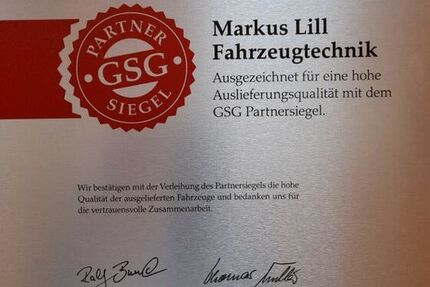 PARTNER
GSG
SIEGEL
Markus Lill
Fahrzeugtechnik
Ausgezeichnet für eine hohe
Auslieferungsqualität mit dem
GSG Partnersiegel.
Wir bestätigen mit der Verleihung des Partnersiegels die hohe
Qualität der ausgelieferten Fahrzeuge und bedanken uns für
die vertrauensvolle Zusammenarbeit.